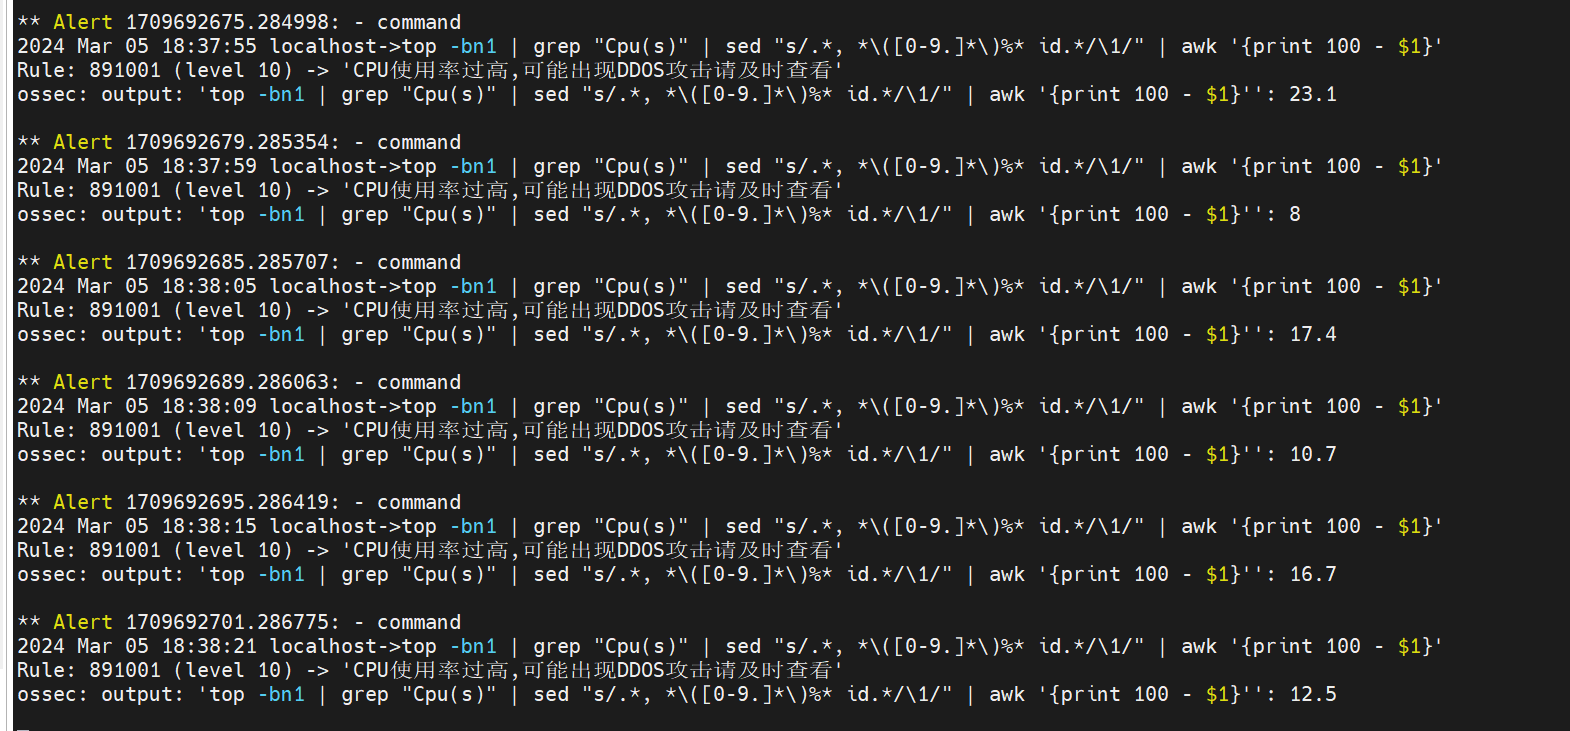 ** Alert 1709692675.284998: - command
2024 Mar 05 18:37:55 localhost->top -bn1 | grep "Cpu(s)" | sed "s/.*, *\([0-9.]*\)%* id.*/\1/" | awk '{print 100 - $1}'
Rule: 891001 (level 10) -> 'CPU使用率过高,可能出现DDOS攻击请及时查看'
ossec: output: 'top -bn1 | grep "Cpu(s)" | sed "s/.*, *\([0-9.]*\)%* id.*/\1/" | awk '{print 100 - $1}'': 23.1
** Alert 1709692679.285354: - command
2024 Mar 05 18:37:59 localhost->top -bn1 | grep "Cpu(s)" | sed "s/.*, *\([0-9.]*\)%* id.*/\1/" | awk '{print 100 - $1}'
Rule: 891001 (level 10) -> 'CPU使用率过高,可能出现DDOS攻击请及时查看'
ossec: output: 'top -bn1 | grep "Cpu(s)" | sed "s/.*, *\([0-9.]*\)%* id.*/\1/" | awk '{print 100 - $1}'': 8
** Alert 1709692685.285707: - command
2024 Mar 05 18:38:05 localhost->top -bn1 | grep "Cpu(s)" | sed "s/.*, *\([0-9.]*\)%* id.*/\1/" | awk '{print 100 - $1}'
Rule: 891001 (level 10) -> 'CPU使用率过高,可能出现DDOS攻击请及时查看'
ossec: output: 'top -bn1 | grep "Cpu(s)" | sed "s/.*, *\([0-9.]*\)%* id.*/\1/" | awk '{print 100 - $1}'': 17.4
** Alert 1709692689.286063: - command
2024 Mar 05 18:38:09 localhost->top -bn1 | grep "Cpu(s)" | sed "s/.*, *\([0-9.]*\)%* id.*/\1/" | awk '{print 100 - $1}'
Rule: 891001 (level 10) -> 'CPU使用率过高,可能出现DDOS攻击请及时查看'
ossec: output: 'top -bn1 | grep "Cpu(s)" | sed "s/.*, *\([0-9.]*\)%* id.*/\1/" | awk '{print 100 - $1}'': 10.7
** Alert 1709692695.286419: - command
2024 Mar 05 18:38:15 localhost->top -bn1 | grep "Cpu(s)" | sed "s/.*, *\([0-9.]*\)%* id.*/\1/" | awk '{print 100 - $1}'
Rule: 891001 (level 10) -> 'CPU使用率过高,可能出现DDOS攻击请及时查看'
ossec: output: 'top -bn1 | grep "Cpu(s)" | sed "s/.*, *\([0-9.]*\)%* id.*/\1/" | awk '{print 100 - $1}'': 16.7
** Alert 1709692701.286775: - command
2024 Mar 05 18:38:21 localhost->top -bn1 | grep "Cpu(s)" | sed "s/.*, *\([0-9.]*\)%* id.*/\1/" | awk '{print 100 - $1}'
Rule: 891001 (level 10) -> 'CPU使用率过高,可能出现DDOS攻击请及时查看'
ossec: output: 'top -bn1 | grep "Cpu(s)" | sed "s/.*, *\([0-9.]*\)%* id.*/\1/" | awk '{print 100 - $1}'': 12.5